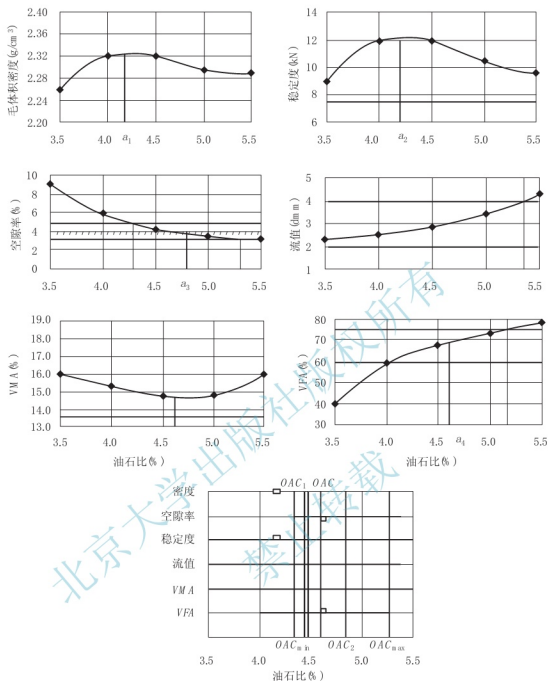 2.40
2.36
2.32
2.28
2.24
2.20
毛体积密度(g/cm³)
3.5 4.0 a₁ 4.5 5.0 5.5
14
12
10
8
6
稳定度(kN)
3.5 4.0 a₂ 4.5 5.0 5.5
10
8
6
4
2
0
空隙率(%)
3.5 4.0 4.5 a₃ 5.0 5.5
5
4
3
2
1
流值(dmm)
3.5 4.0 4.5 5.0 5.5
19.0
18.0
17.0
16.0
15.0
14.0
13.0
VMA(%)
3.5 4.0 4.5 5.0 5.5
油石比(%)
80
70
60
50
40
30
VFA(%)
3.5 4.0 4.5 a₄ 5.0 5.5
油石比(%)
OAC₁ OAC
密度
空隙率
稳定度
流值
VMA
VFA
OACmin OAC₂ OACmax
3.5 4.0 4.5 5.0 5.5
油石比(%)
北京大学出版社版权所有
禁止转载